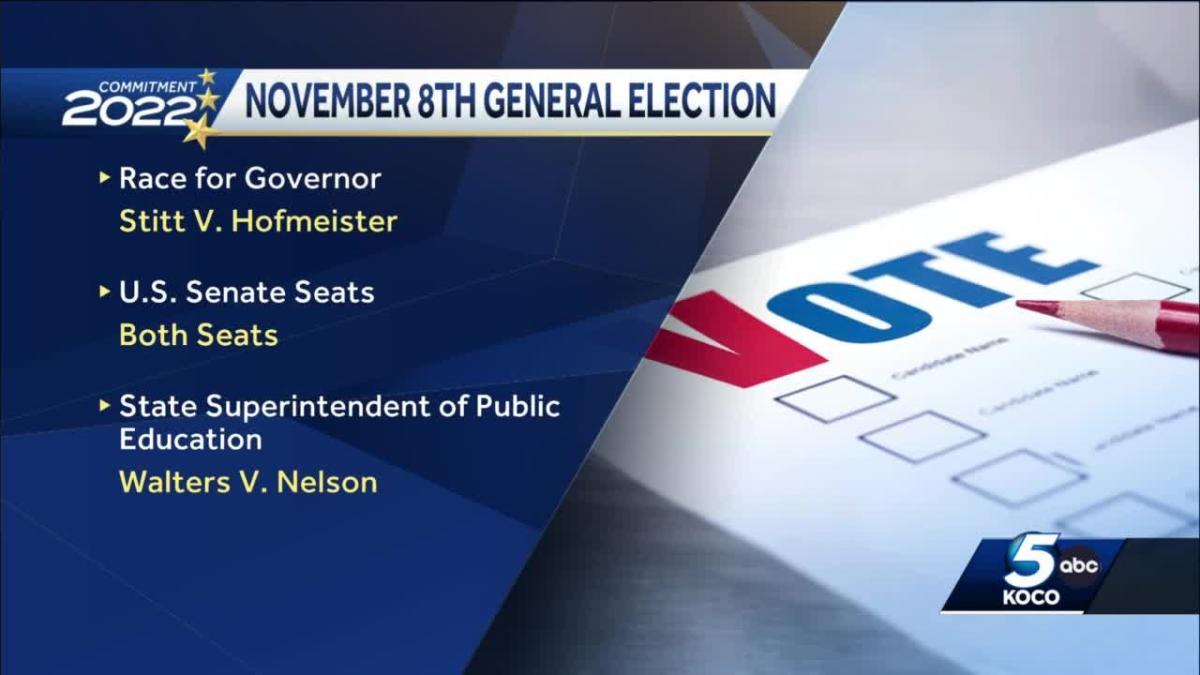 COMMITMENT
2022
NOVEMBER 8TH GENERAL ELECTION
Race for Governor
Stitt V. Hofmeister
U.S. Senate Seats
Both Seats
State Superintendent of Public
Education
Walters V. Nelson
VOTE
Candidate Name
Candidate Name
Candidate Name
5 abc
KOCO